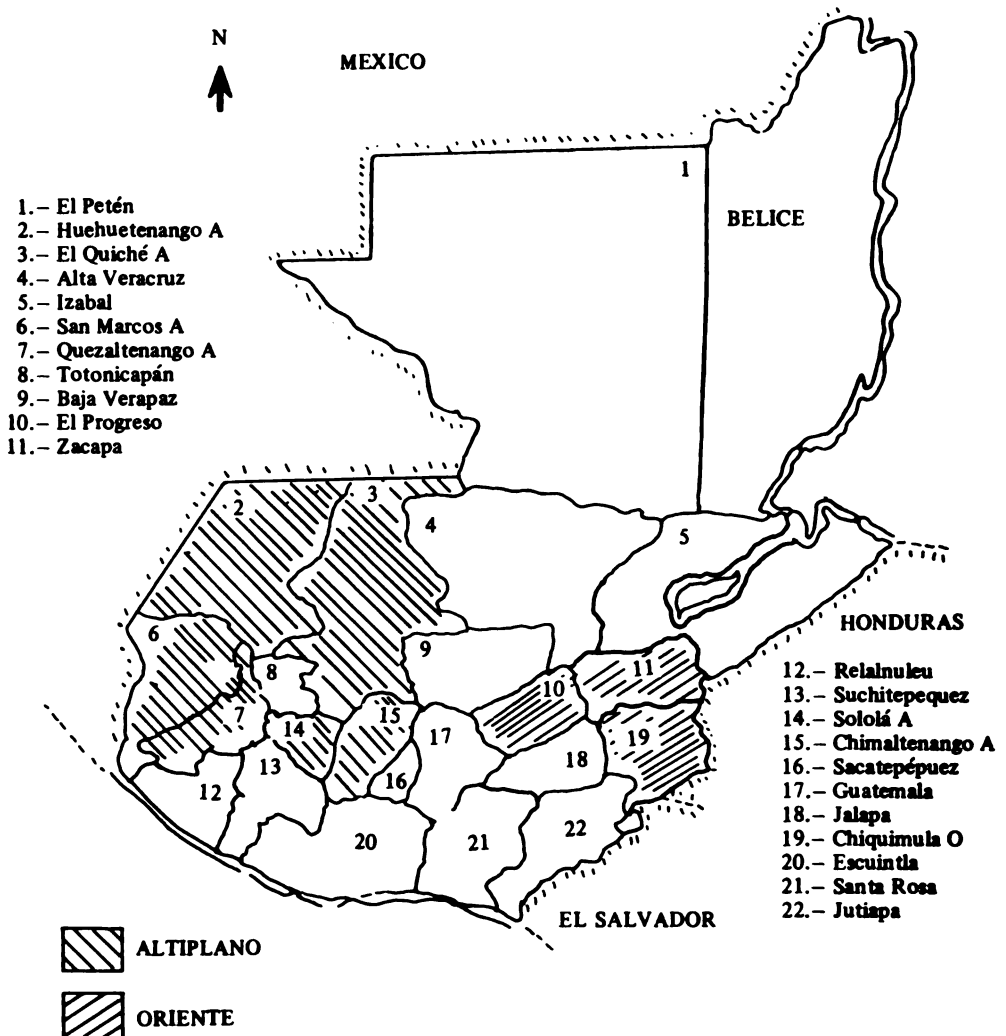 N
MEXICO
1
BELICE
1.– El Petén
2.– Huehuetenango A
3.– El Quiché A
4.– Alta Veracruz
5.– Izabal
6.– San Marcos A
7.– Quezaltenango A
8.– Totonicapán
9.– Baja Verapaz
10.– El Progreso
11.– Zacapa
2
3
4
5
6
7
8
9
10
11
12
13
14
15
16
17
18
19
20
21
22
HONDURAS
12.– Relalnuleu
13.– Suchitepequez
14.– Sololá A
15.– Chimaltenango A
16.– Sacatepépuez
17.– Guatemala
18.– Jalapa
19.– Chiquimula O
20.– Escuintla
21.– Santa Rosa
22.– Jutiapa
EL SALVADOR
ALTIPLANO
ORIENTE